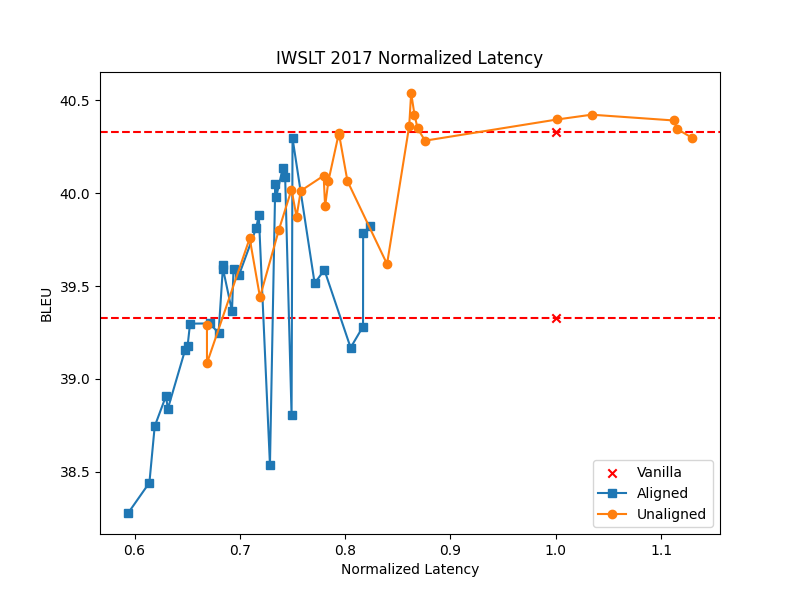 IWSLT 2017 Normalized Latency
BLEU
40.5
40.0
39.5
39.0
38.5
0.6 0.7 0.8 0.9 1.0 1.1
Normalized Latency
Vanilla
Aligned
Unaligned